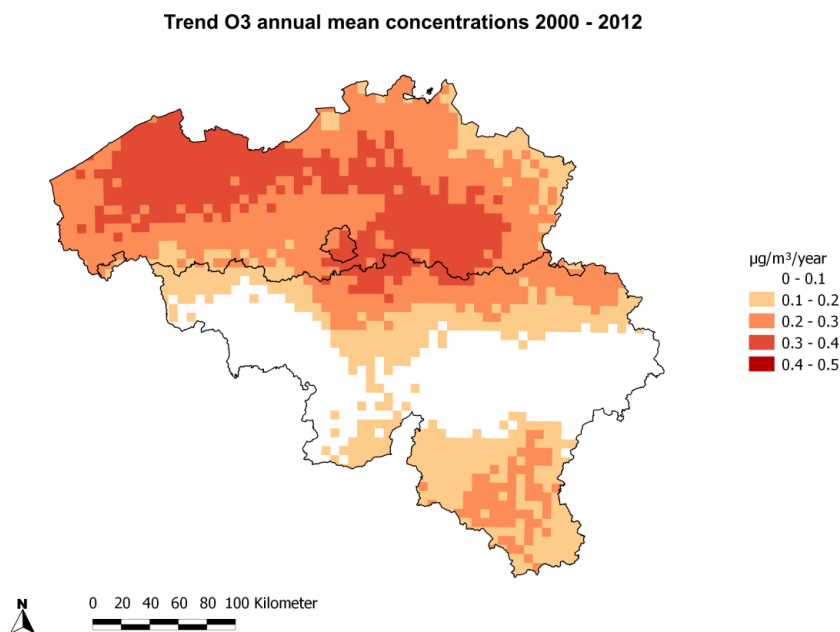 Trend O3 annual mean concentrations 2000 - 2012
µg/m³/year
0 - 0.1
0.1 - 0.2
0.2 - 0.3
0.3 - 0.4
0.4 - 0.5
N
0 20 40 60 80 100 Kilometer